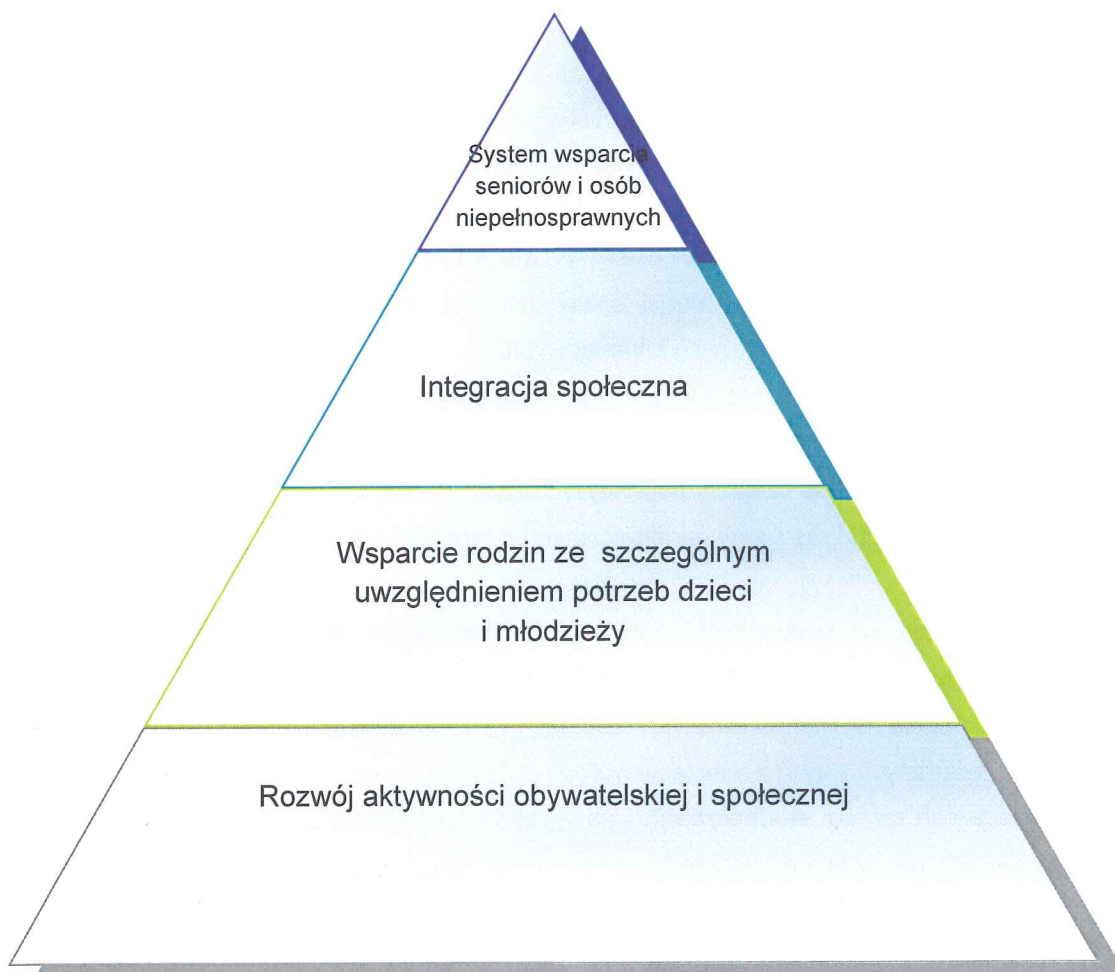 System wsparcia
seniorów i osób
niepełnosprawnych
Integracja społeczna
Wsparcie rodzin ze szczególnym
uwzględnieniem potrzeb dzieci
i młodzieży
Rozwój aktywności obywatelskiej i społecznej